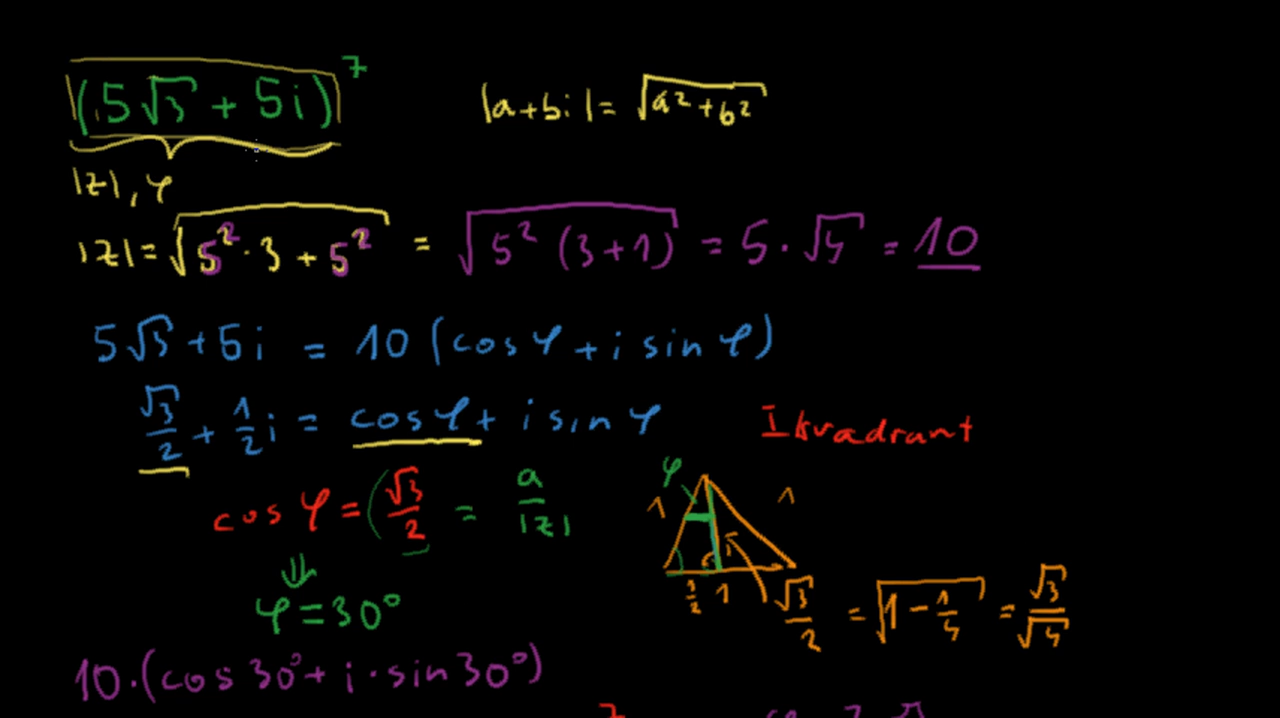 (5√3 + 5i)^7
|a+bi| = √(a² + b²)
|z|, φ
|z| = √(5²·3 + 5²) = √(5² (3+1)) = 5·√4 = 10
5√3 + 5i = 10 (cos φ + i sin φ)
√3/2 + 1/2 i = cos φ + i sin φ
I kvadrant
cos φ = (√3/2 = a/|z|
⇓
φ = 30°
φ
1 1
1/2 1 √3/2 = √(1 - 1/4) = √3/√4
10·(cos 30° + i·sin 30°)